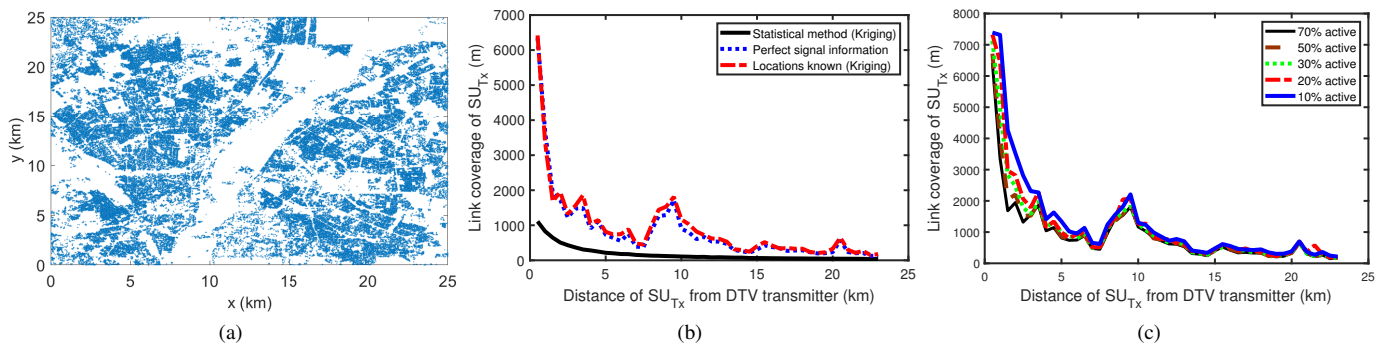 25
20
15
10
5
0
0 5 10 15 20 25
y (km)
x (km)
(a)
7000
6000
5000
4000
3000
2000
1000
0
0 5 10 15 20 25
Link coverage of SU_Tx (m)
Distance of SU_Tx from DTV transmitter (km)
Statistical method (Kriging)
Perfect signal information
Locations known (Kriging)
(b)
8000
7000
6000
5000
4000
3000
2000
1000
0
0 5 10 15 20 25
Link coverage of SU_Tx (m)
Distance of SU_Tx from DTV transmitter (km)
70% active
50% active
30% active
20% active
10% active
(c)